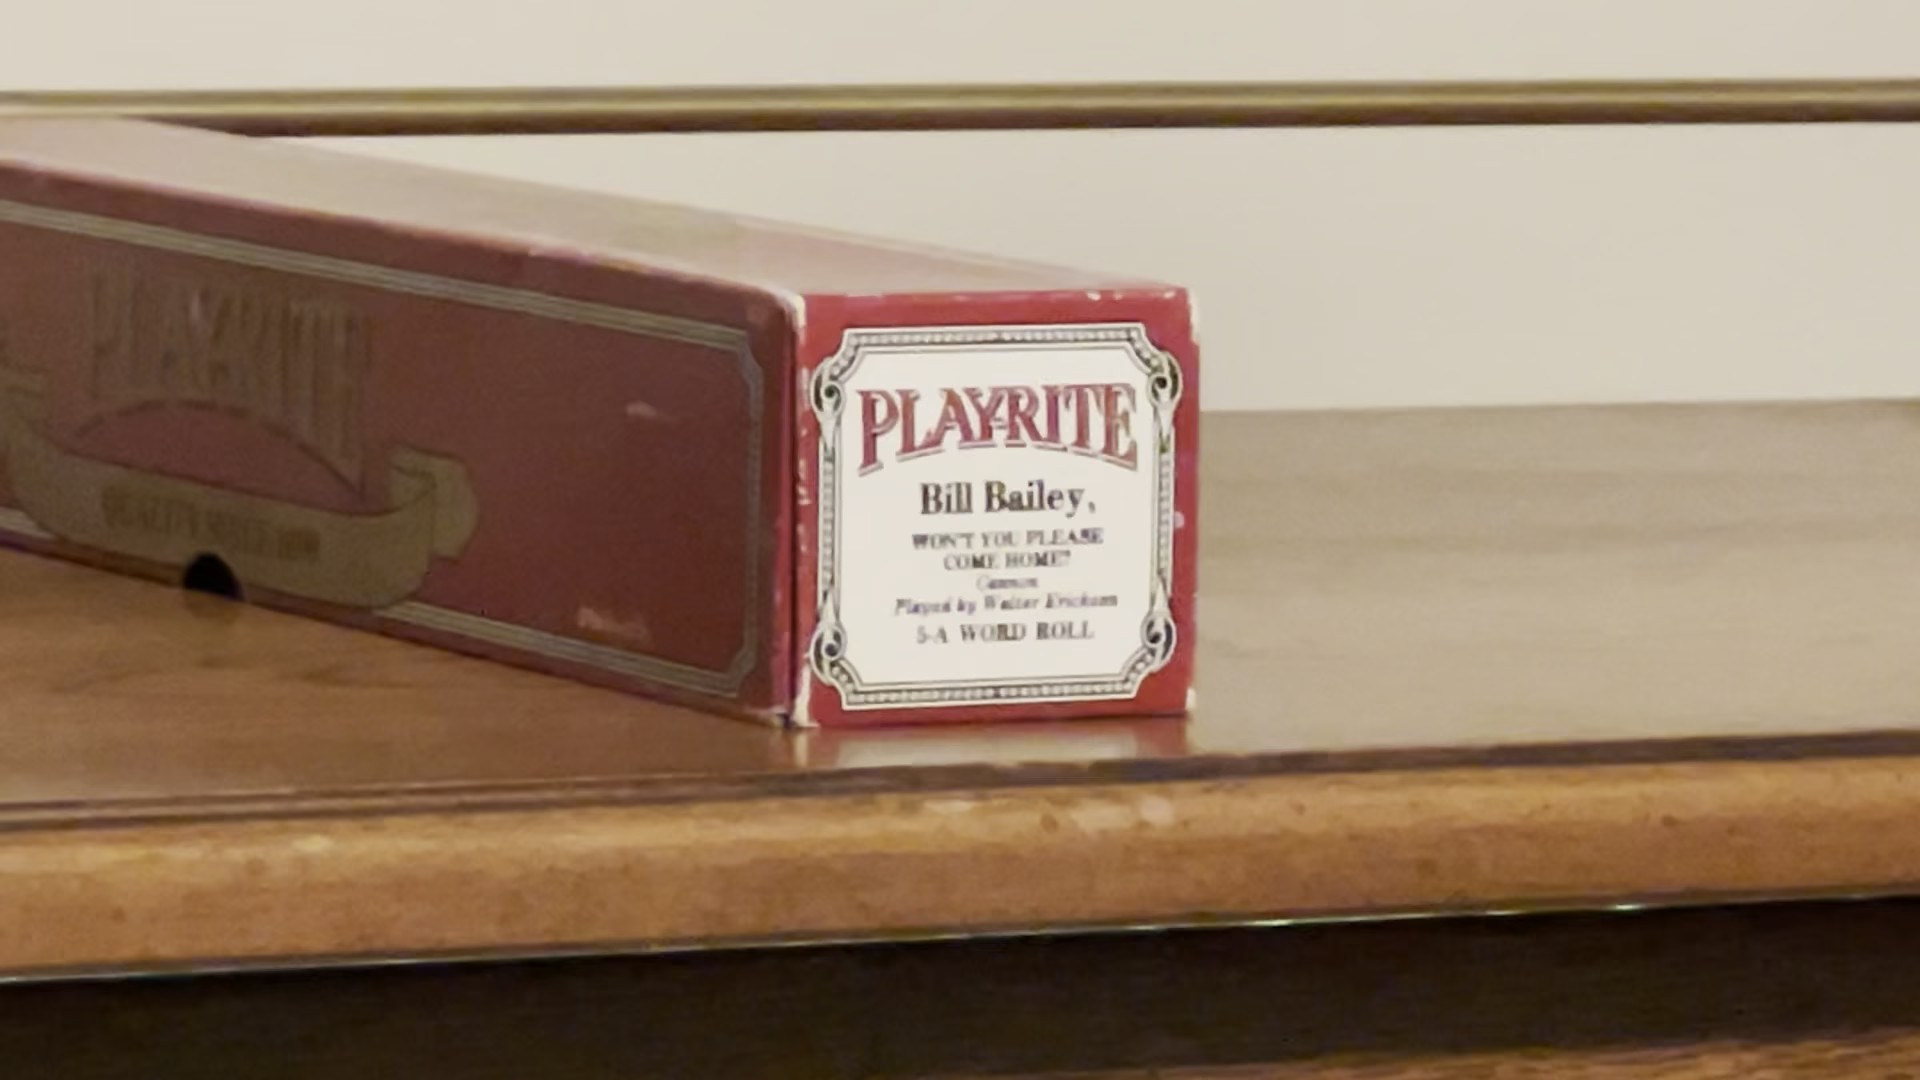 PLAYRITE
PLAY-RITE
Bill Bailey,
WON'T YOU PLEASE
COME HOME?
Cannon
Played by Walter Erickson
5-A WORD ROLL